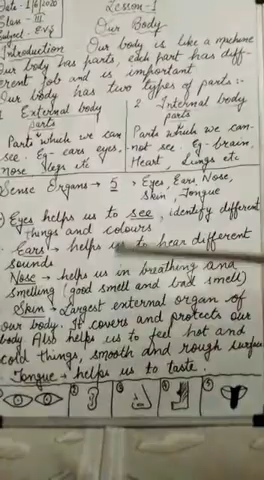 Date - 1/6/2020 Lesson-1
Class - III Our Body
Subject - EVS
Introduction Our body is like a machine
Our body has parts, each part has diff-
erent job and is important
Our body has two types of parts :-
1 External body parts
Parts which we can
see. Eg - ears eyes,
Nose, legs etc
2 Internal body parts
Parts which we can-
not see. Eg - brain,
Heart, Lungs etc
Sense Organs → 5 → Eyes, Ears, Nose,
Skin, Tongue
Eyes helps us to see, identify different
things and colours
Ears → helps us to hear different
sounds
Nose → helps us in breathing and
smelling (good smell and bad smell)
Skin → Largest external organ of
our body. It covers and protects our
body. Also helps us to feel hot and
cold things, smooth and rough surface
Tongue → helps us to taste.